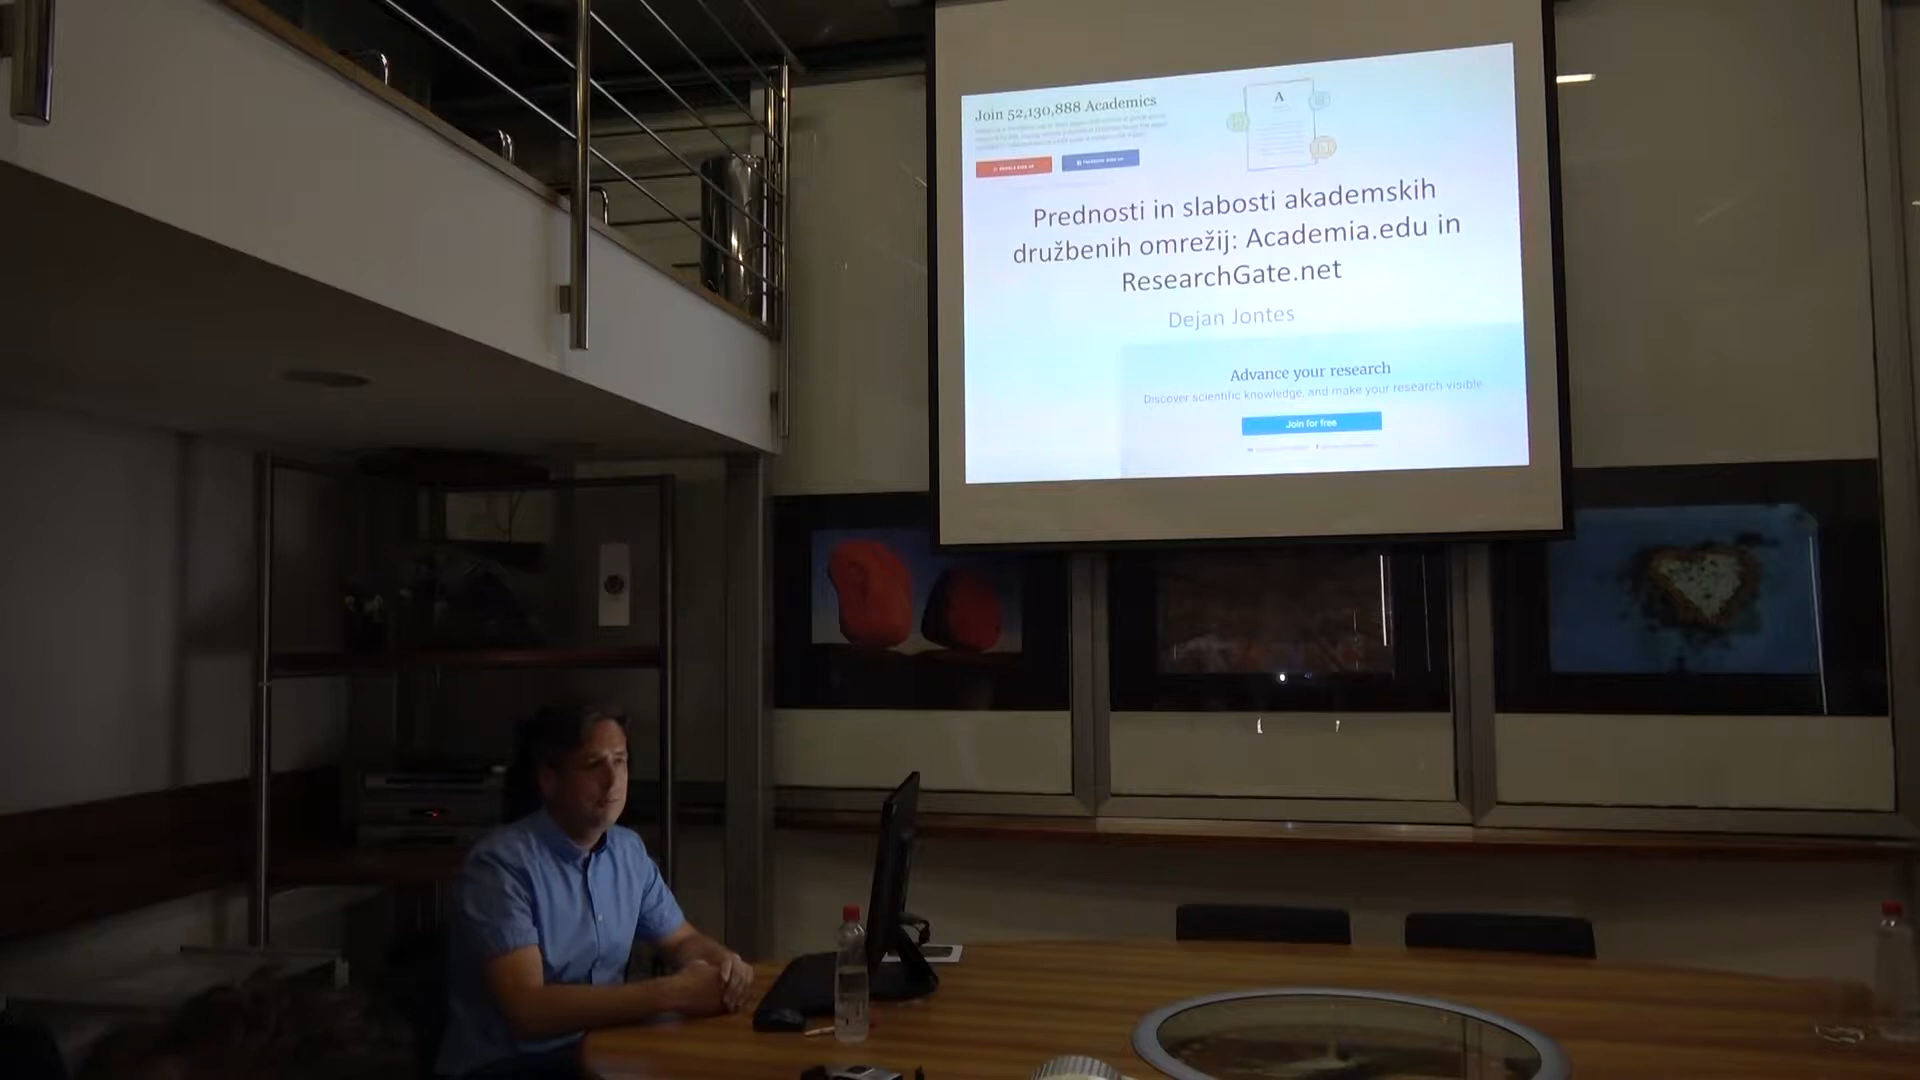 Join 52,130,888 Academics
A
Prednosti in slabosti akademskih
družbenih omrežij: Academia.edu in
ResearchGate.net
Dejan Jontes
Advance your research
Discover scientific knowledge, and make your research visible
Join for free